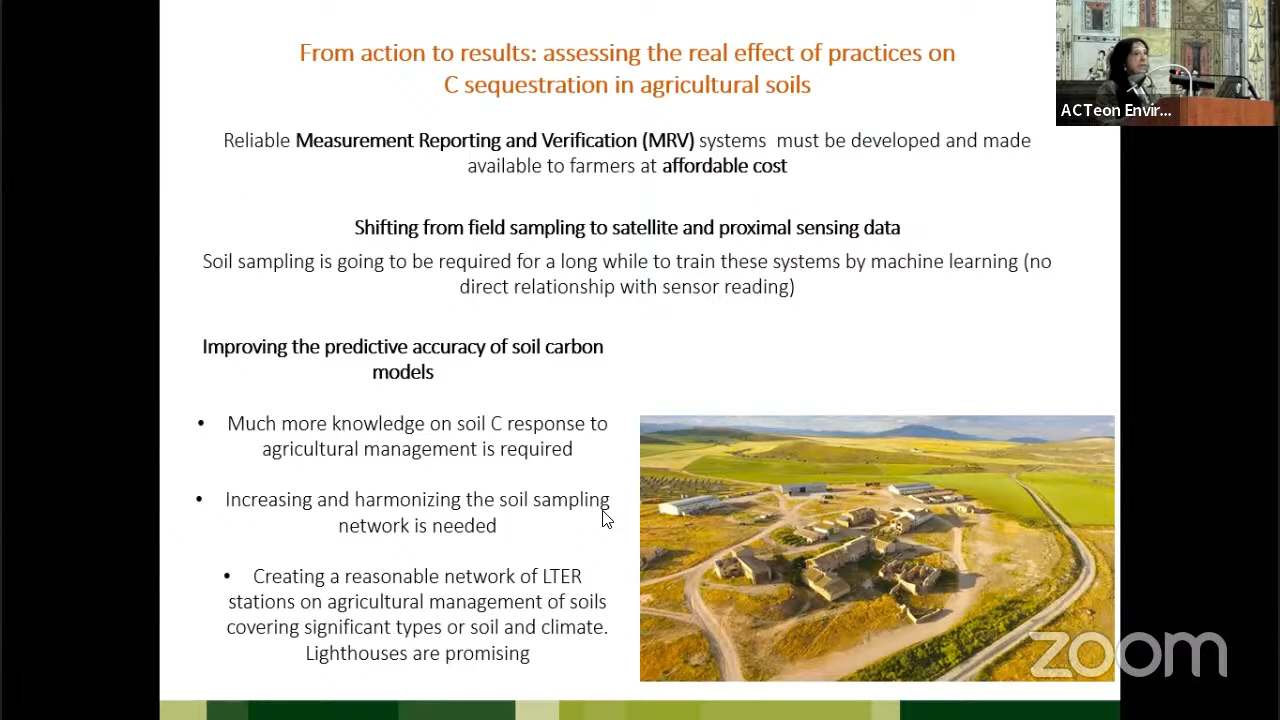 From action to results: assessing the real effect of practices on
C sequestration in agricultural soils
ACTeon Envir...
Reliable Measurement Reporting and Verification (MRV) systems must be developed and made
available to farmers at affordable cost
Shifting from field sampling to satellite and proximal sensing data
Soil sampling is going to be required for a long while to train these systems by machine learning (no
direct relationship with sensor reading)
Improving the predictive accuracy of soil carbon
models
• Much more knowledge on soil C response to
agricultural management is required
• Increasing and harmonizing the soil sampling
network is needed
• Creating a reasonable network of LTER
stations on agricultural management of soils
covering significant types or soil and climate.
Lighthouses are promising
zoom